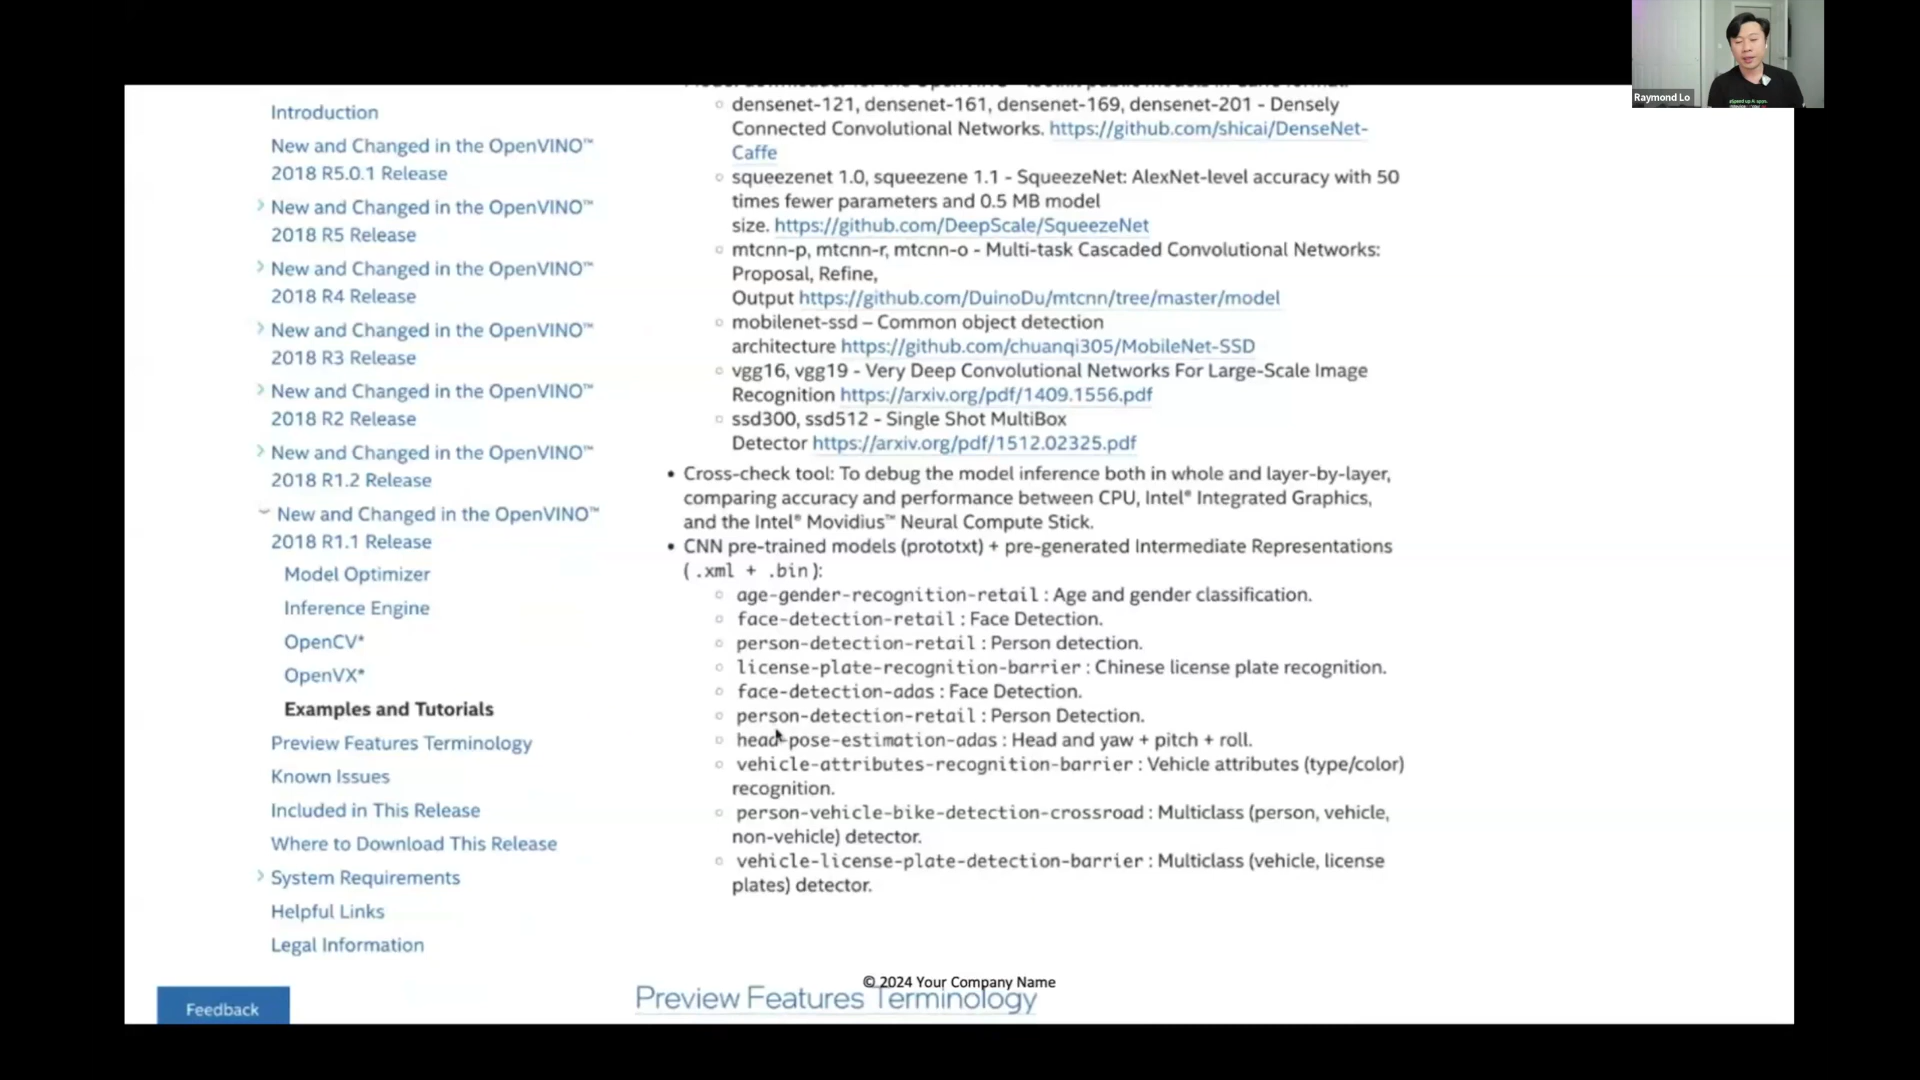 Raymond Lo
Introduction
New and Changed in the OpenVINO™
2018 R5.0.1 Release
New and Changed in the OpenVINO™
2018 R5 Release
New and Changed in the OpenVINO™
2018 R4 Release
New and Changed in the OpenVINO™
2018 R3 Release
New and Changed in the OpenVINO™
2018 R2 Release
New and Changed in the OpenVINO™
2018 R1.2 Release
New and Changed in the OpenVINO™
2018 R1.1 Release
Model Optimizer
Inference Engine
OpenCV*
OpenVX*
Examples and Tutorials
Preview Features Terminology
Known Issues
Included in This Release
Where to Download This Release
System Requirements
Helpful Links
Legal Information
Feedback
densenet-121, densenet-161, densenet-169, densenet-201 - Densely
Connected Convolutional Networks. https://github.com/shicai/DenseNet-
Caffe
squeezenet 1.0, squeezene 1.1 - SqueezeNet: AlexNet-level accuracy with 50
times fewer parameters and 0.5 MB model
size. https://github.com/DeepScale/SqueezeNet
mtcnn-p, mtcnn-r, mtcnn-o - Multi-task Cascaded Convolutional Networks:
Proposal, Refine,
Output https://github.com/DuinoDu/mtcnn/tree/master/model
mobilenet-ssd – Common object detection
architecture https://github.com/chuanqi305/MobileNet-SSD
vgg16, vgg19 - Very Deep Convolutional Networks For Large-Scale Image
Recognition https://arxiv.org/pdf/1409.1556.pdf
ssd300, ssd512 - Single Shot MultiBox
Detector https://arxiv.org/pdf/1512.02325.pdf
• Cross-check tool: To debug the model inference both in whole and layer-by-layer,
comparing accuracy and performance between CPU, Intel® Integrated Graphics,
and the Intel® Movidius™ Neural Compute Stick.
• CNN pre-trained models (prototxt) + pre-generated Intermediate Representations
(.xml + .bin):
age-gender-recognition-retail : Age and gender classification.
face-detection-retail : Face Detection.
person-detection-retail : Person detection.
license-plate-recognition-barrier : Chinese license plate recognition.
face-detection-adas : Face Detection.
person-detection-retail : Person Detection.
head-pose-estimation-adas : Head and yaw + pitch + roll.
vehicle-attributes-recognition-barrier : Vehicle attributes (type/color)
recognition.
person-vehicle-bike-detection-crossroad : Multiclass (person, vehicle,
non-vehicle) detector.
vehicle-license-plate-detection-barrier : Multiclass (vehicle, license
plates) detector.
© 2024 Your Company Name
Preview Features Terminology